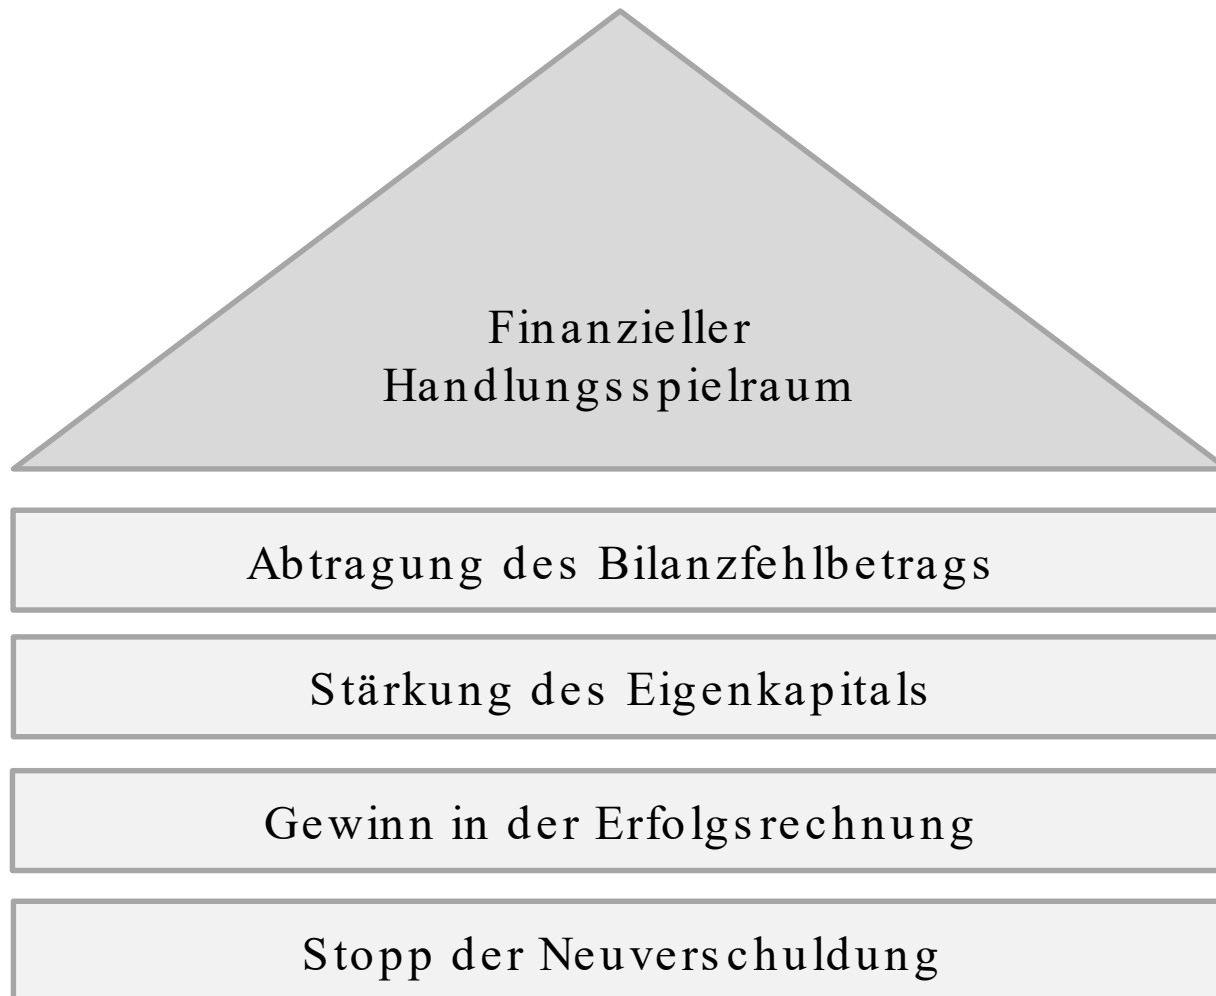 Finanzieller
Handlungsspielraum
Abtragung des Bilanzfehlbetrags
Stärkung des Eigenkapitals
Gewinn in der Erfolgsrechnung
Stopp der Neuverschuldung